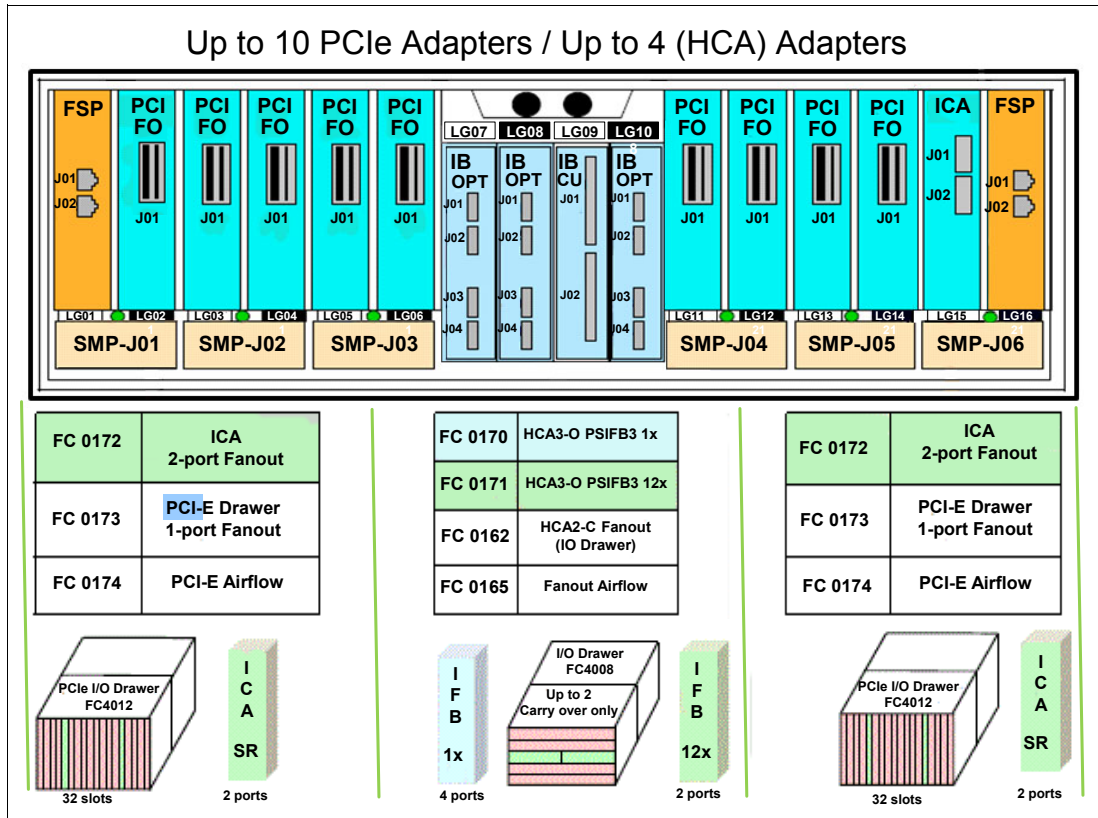 Up to 10 PCIe Adapters / Up to 4 (HCA) Adapters
FSP
J01
J02
LG01
PCI
FO
J01
LG02
1
SMP-J01
PCI
FO
J01
LG03
PCI
FO
J01
LG04
1
SMP-J02
PCI
FO
J01
LG05
PCI
FO
J01
LG06
1
SMP-J03
LG07
IB
OPT
J01
J02
J03
J04
LG08
IB
OPT
J01
J02
J03
J04
LG09
IB
CU
J01
J02
LG10
8
IB
OPT
J01
J02
J03
J04
PCI
FO
J01
LG11
PCI
FO
J01
LG12
21
SMP-J04
PCI
FO
J01
LG13
PCI
FO
J01
LG14
21
SMP-J05
ICA
J01
J02
LG15
FSP
J01
J02
LG16
21
SMP-J06
FC 0172
ICA
2-port Fanout
FC 0173
PCI-E Drawer
1-port Fanout
FC 0174
PCI-E Airflow
FC 0170
HCA3-O PSIFB3 1x
FC 0171
HCA3-O PSIFB3 12x
FC 0162
HCA2-C Fanout
(IO Drawer)
FC 0165
Fanout Airflow
FC 0172
ICA
2-port Fanout
FC 0173
PCI-E Drawer
1-port Fanout
FC 0174
PCI-E Airflow
PCIe I/O Drawer
FC4012
32 slots
I
C
A
SR
2 ports
I
F
B
1x
4 ports
I/O Drawer
FC4008
Up to 2
Carry over only
I
F
B
12x
2 ports
PCIe I/O Drawer
FC4012
32 slots
I
C
A
SR
2 ports